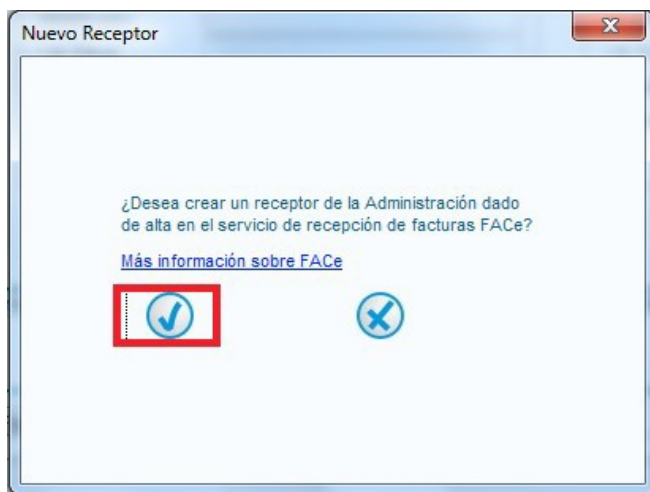 Nuevo Receptor
¿Desea crear un receptor de la Administración dado
de alta en el servicio de recepción de facturas FACe?
Más información sobre FACe